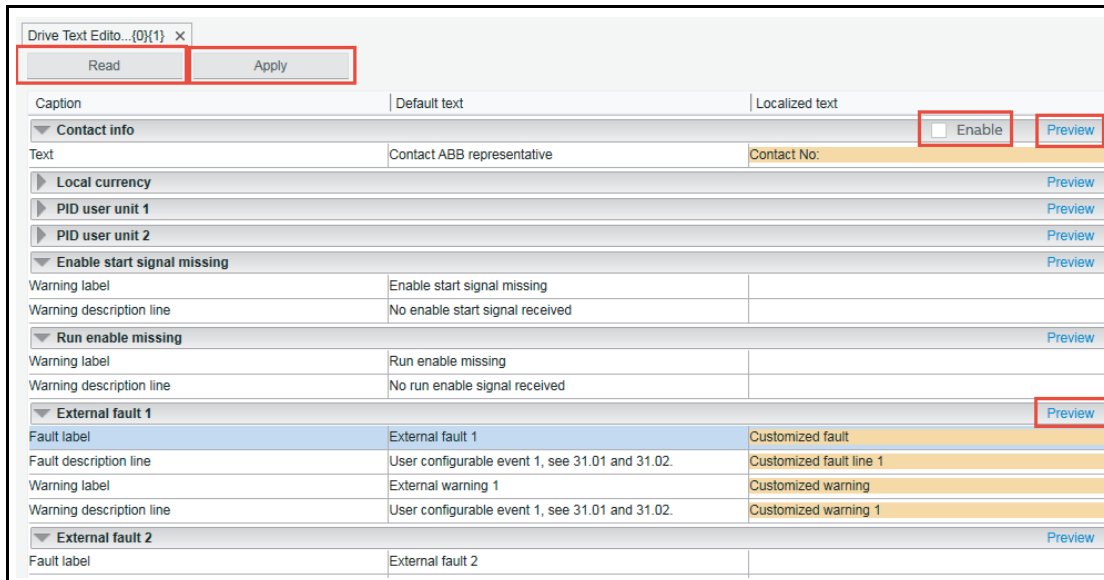 Drive Text Edito...{0}{1}
Read Apply
Caption Default text Localized text
Contact info Enable Preview
Text Contact ABB representative Contact No:
Local currency Preview
PID user unit 1 Preview
PID user unit 2 Preview
Enable start signal missing Preview
Warning label Enable start signal missing
Warning description line No enable start signal received
Run enable missing Preview
Warning label Run enable missing
Warning description line No run enable signal received
External fault 1 Preview
Fault label External fault 1 Customized fault
Fault description line User configurable event 1, see 31.01 and 31.02. Customized fault line 1
Warning label External warning 1 Customized warning
Warning description line User configurable event 1, see 31.01 and 31.02. Customized warning 1
External fault 2 Preview
Fault label External fault 2